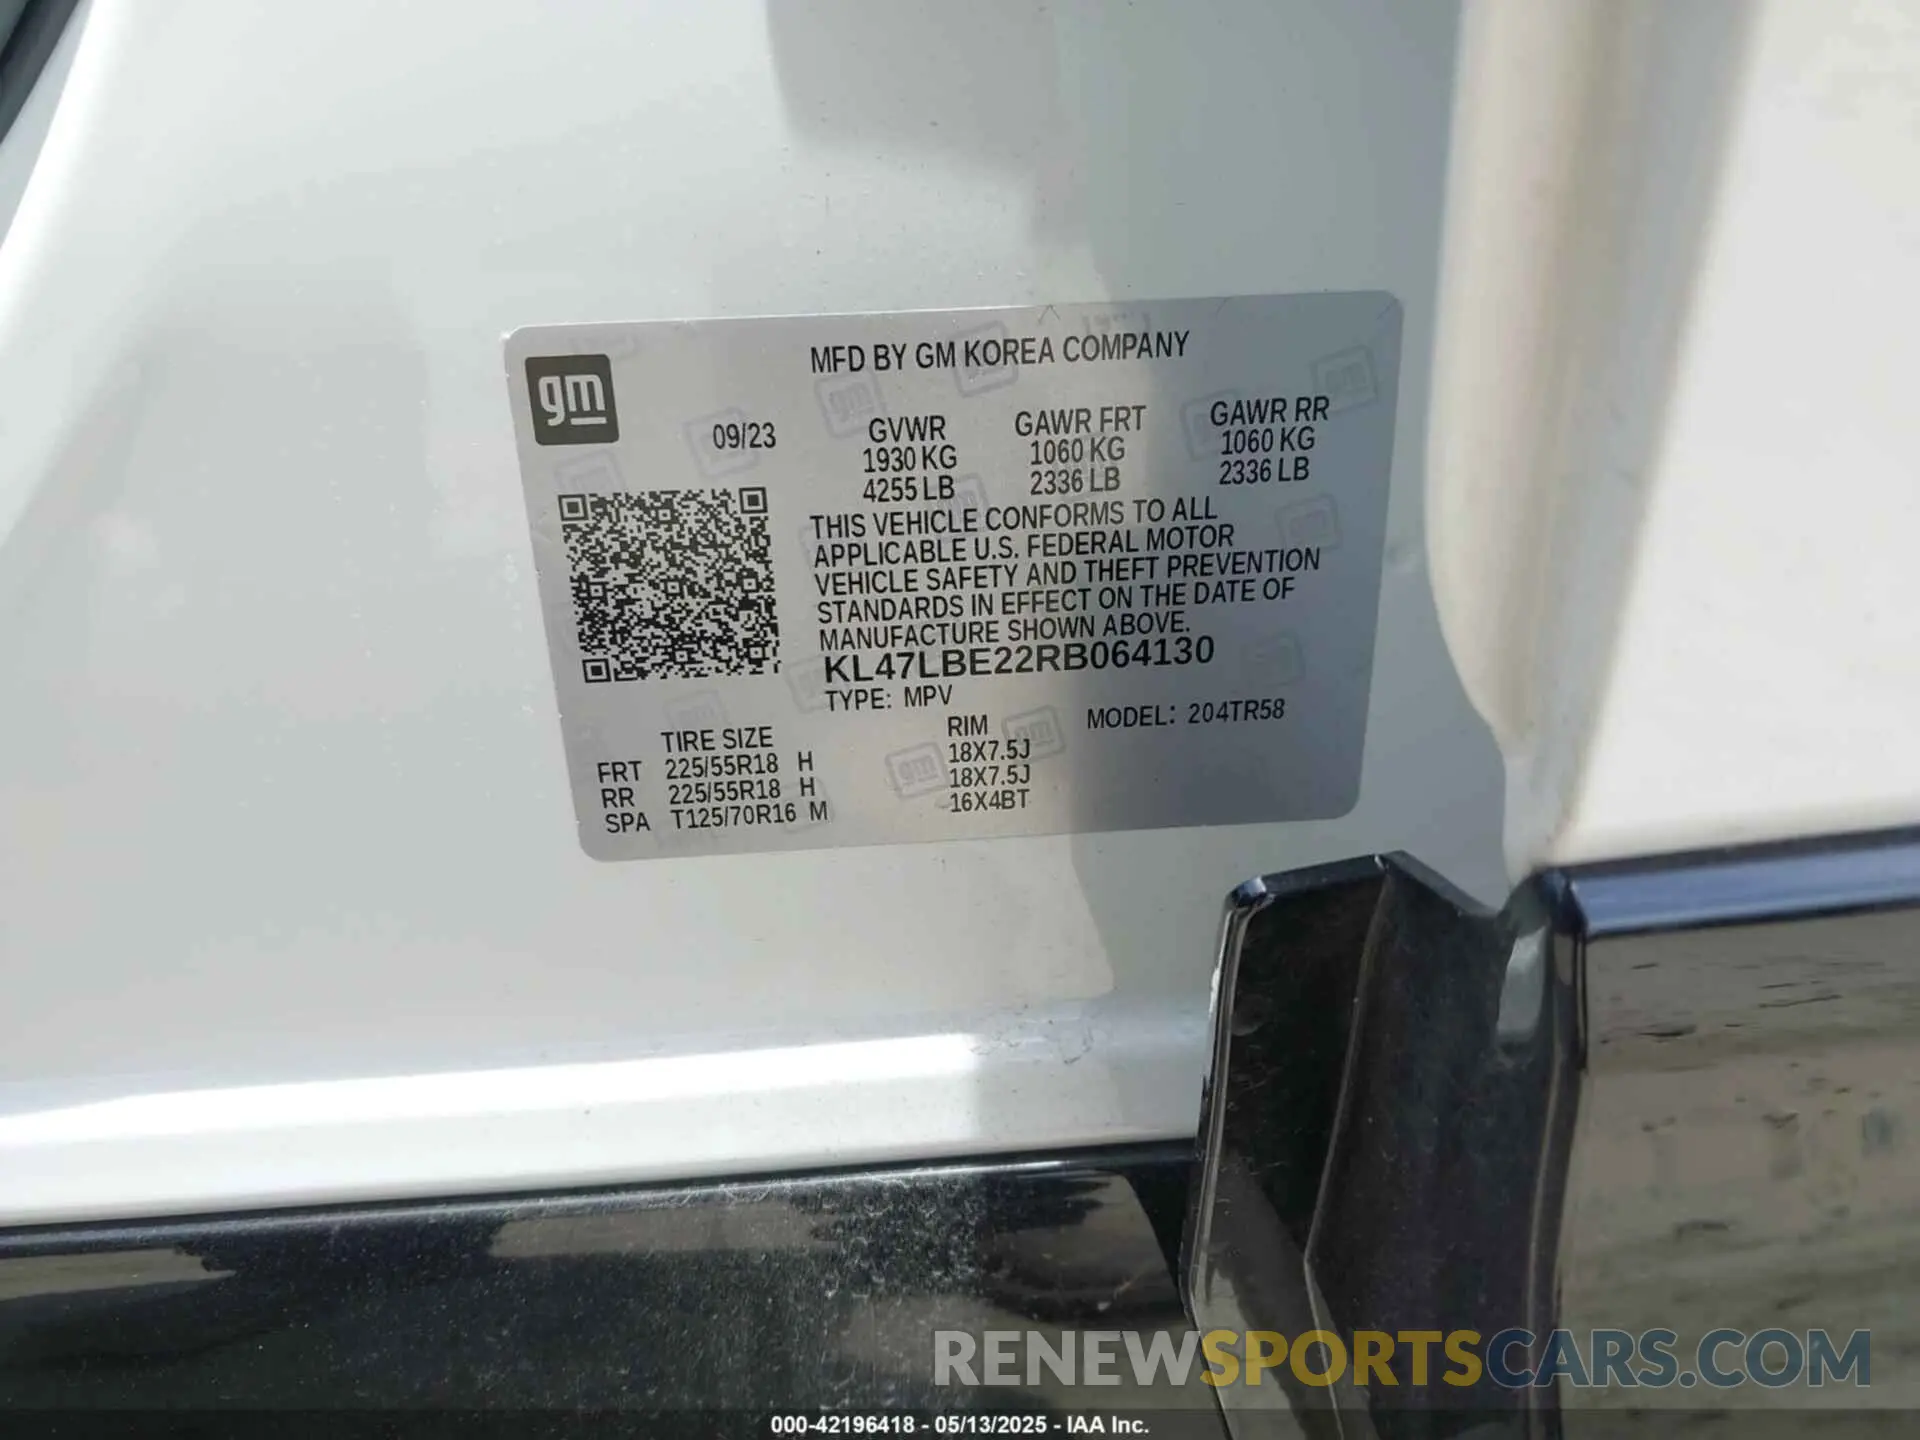 MFD BY GM KOREA COMPANY
gm
09/23
GVWR GAWR FRT GAWR RR
1930 KG 1060 KG 1060 KG
4255 LB 2336 LB 2336 LB
THIS VEHICLE CONFORMS TO ALL
APPLICABLE U.S. FEDERAL MOTOR
VEHICLE SAFETY AND THEFT PREVENTION
STANDARDS IN EFFECT ON THE DATE OF
MANUFACTURE SHOWN ABOVE.
KL47LBE22RB064130
TYPE: MPV MODEL: 204TR58
TIRE SIZE RIM
FRT 225/55R18 H 18X7.5J
RR 225/55R18 H 18X7.5J
SPA T125/70R16 M 16X4BT
RENEWSPORTSCARS.COM
000-42196418 - 05/13/2025 - IAA Inc.